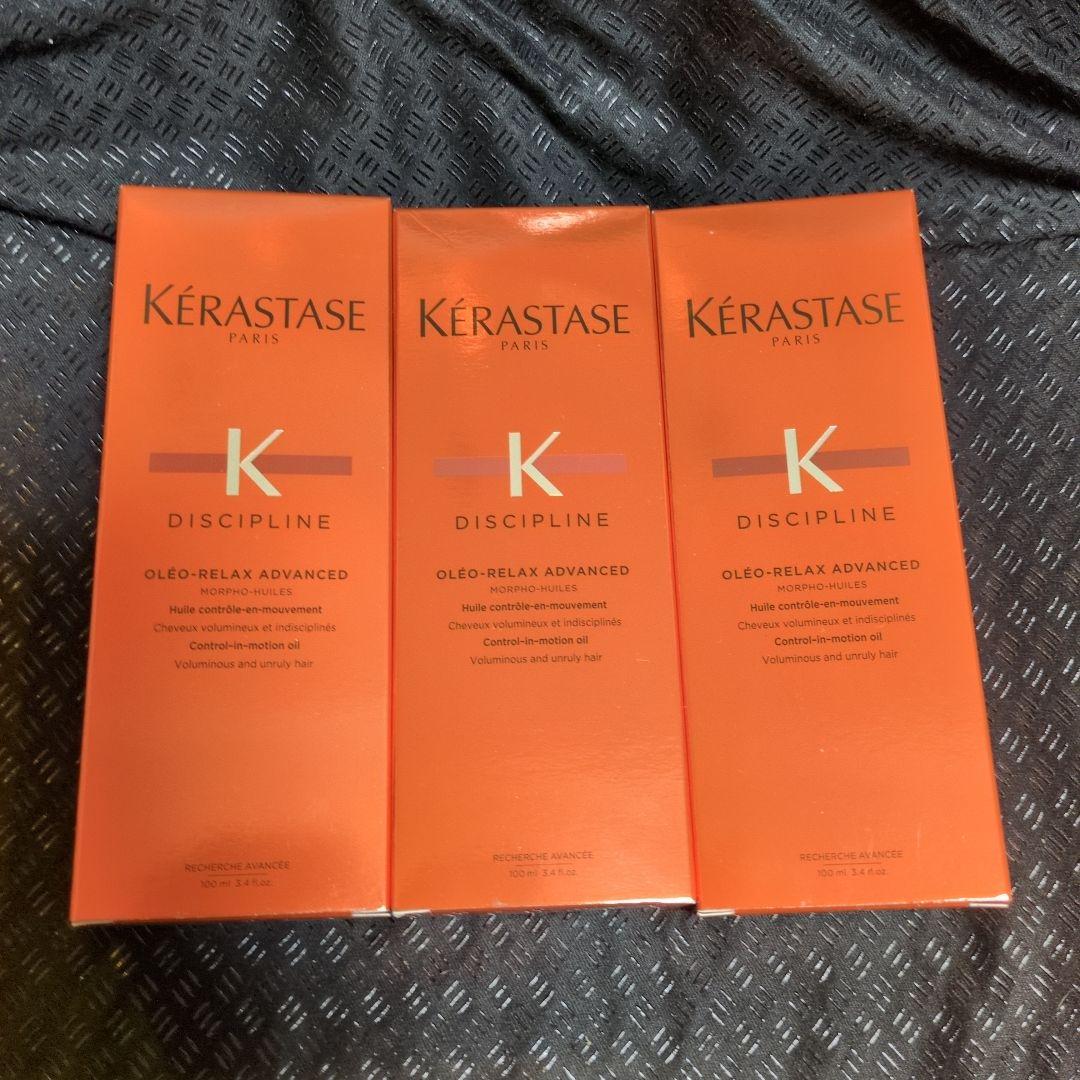 KÉRASTASE
PARIS
K
DISCIPLINE
OLÉO-RELAX ADVANCED
MORPHO-HUILES
Huile contrôle-en-mouvement
Cheveux volumineux et indisciplinés
Control-in-motion oil
Voluminous and unruly hair
RECHERCHE AVANCÉE
100 ml 3.4 fl.oz.
KÉRASTASE
PARIS
K
DISCIPLINE
OLÉO-RELAX ADVANCED
MORPHO-HUILES
Huile contrôle-en-mouvement
Cheveux volumineux et indisciplinés
Control-in-motion oil
Voluminous and unruly hair
RECHERCHE AVANCÉE
100 ml 3.4 fl.oz.
KÉRASTASE
PARIS
K
DISCIPLINE
OLÉO-RELAX ADVANCED
MORPHO-HUILES
Huile contrôle-en-mouvement
Cheveux volumineux et indisciplinés
Control-in-motion oil
Voluminous and unruly hair
RECHERCHE AVANCÉE
100 ml 3.4 fl.oz.